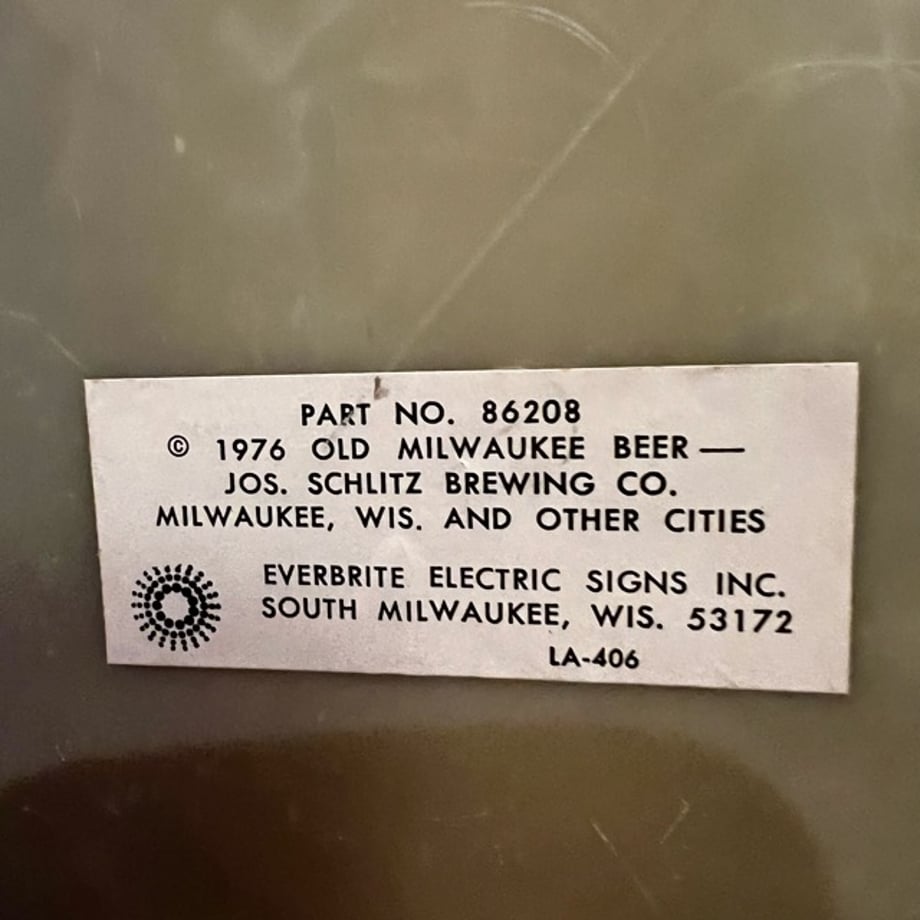 PART NO. 86208
© 1976 OLD MILWAUKEE BEER —
JOS. SCHLITZ BREWING CO.
MILWAUKEE, WIS. AND OTHER CITIES
EVERBRITE ELECTRIC SIGNS INC.
SOUTH MILWAUKEE, WIS. 53172
LA-406